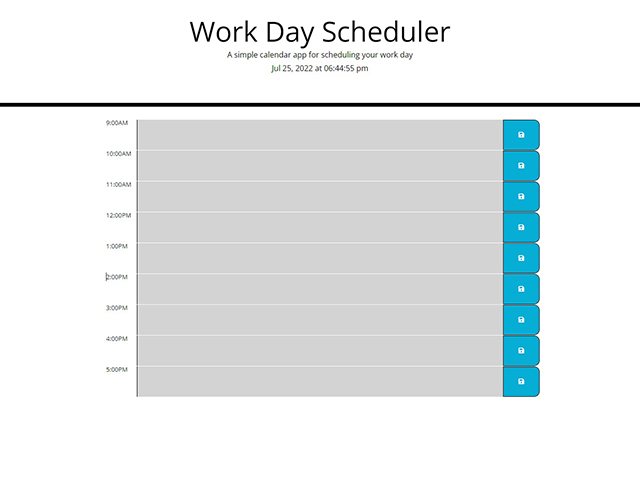 Work Day Scheduler
A simple calendar app for scheduling your work day
Jul 25, 2022 at 06:44:55 pm
9:00AM
10:00AM
11:00AM
12:00PM
1:00PM
2:00PM
3:00PM
4:00PM
5:00PM